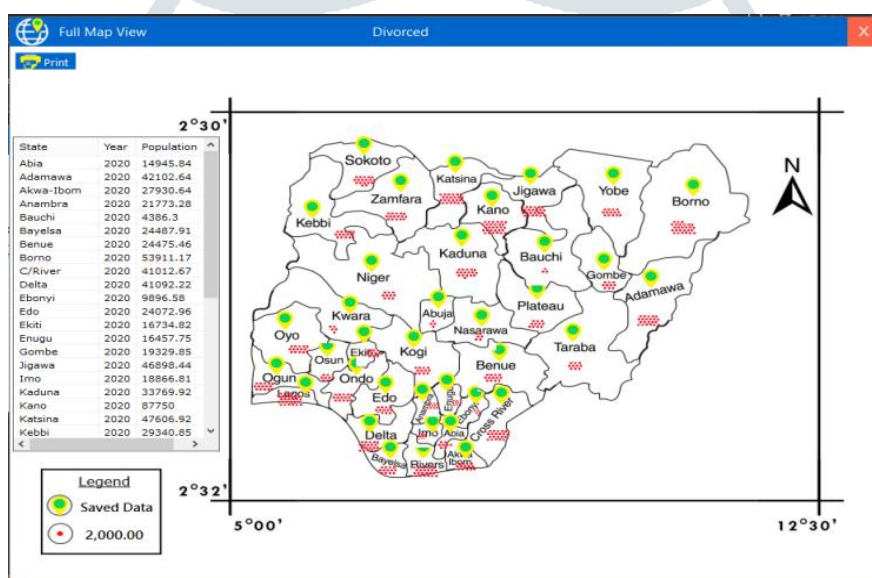 Full Map View
Divorced
X
Print
2°30'
State Year Population
Abia 2020 14945.84
Adamawa 2020 42102.64
Akwa-Ibom 2020 27930.64
Anambra 2020 21773.28
Bauchi 2020 4386.3
Bayelsa 2020 24487.91
Benue 2020 24475.46
Borno 2020 53911.17
C/River 2020 41012.67
Delta 2020 41092.22
Ebonyi 2020 9896.58
Edo 2020 24072.96
Ekiti 2020 16734.82
Enugu 2020 16457.75
Gombe 2020 19329.85
Jigawa 2020 46898.44
Imo 2020 18866.81
Kaduna 2020 33769.92
Kano 2020 87750
Katsina 2020 47606.92
Kebbi 2020 29340.85
Sokoto
Katsina
Jigawa
Yobe
Borno
N
Zamfara
Kano
Kebbi
Kaduna
Bauchi
Niger
Gombe
Adamawa
Kwara
Abuja
Plateau
Oyo
Nasarawa
Taraba
Osun
Ekiti
Kogi
Benue
Ogun
Ondo
Lagos
Edo
Anambra
Enugu
Ebony
Cross River
Delta
Imo
Abia
Bayelsa
Rivers
Akwa
Ibom
Legend
Saved Data
2,000.00
2°32'
5°00'
12°30'